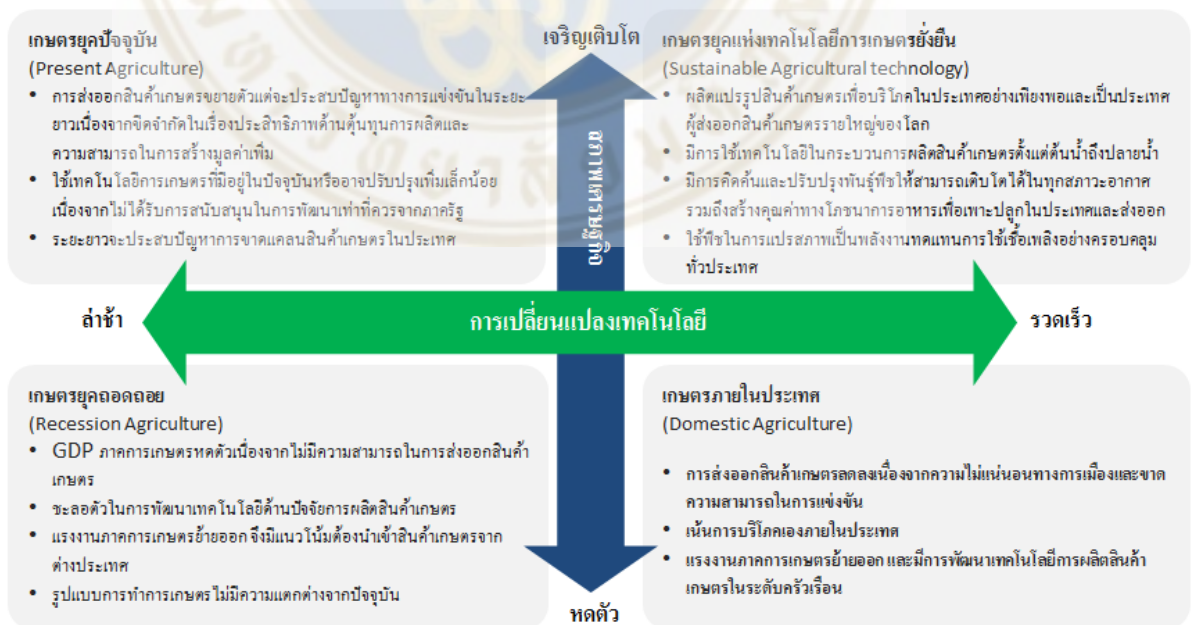 เจริญเติบโต
เกษตรยุคปัจจุบัน
(Present Agriculture)
• การส่งออกสินค้าเกษตรขยายตัวแต่จะประสบปัญหาทางการแข่งขันในระยะ
ยาวเนื่องจากขีดจำกัดในเรื่องประสิทธิภาพด้านต้นทุนการผลิตและ
ความสามารถในการสร้างมูลค่าเพิ่ม
• ใช้เทคโนโลยีการเกษตรที่มีอยู่ในปัจจุบันหรืออาจปรับปรุงเพิ่มเล็กน้อย
เนื่องจากไม่ได้รับการสนับสนุนในการพัฒนาเท่าที่ควรจากภาครัฐ
• ระยะยาวจะประสบปัญหาการขาดแคลนสินค้าเกษตรในประเทศ
เกษตรยุคแห่งเทคโนโลยีการเกษตรยั่งยืน
(Sustainable Agricultural technology)
• ผลิตแปรรูปสินค้าเกษตรเพื่อบริโภคในประเทศอย่างเพียงพอและเป็นประเทศ
ผู้ส่งออกสินค้าเกษตรรายใหญ่ของโลก
• มีการใช้เทคโนโลยีในกระบวนการผลิตสินค้าเกษตรตั้งแต่ต้นน้ำถึงปลายน้ำ
• มีการคิดค้นและปรับปรุงพันธุ์พืชให้สามารถเติบโตได้ในทุกสภาวะอากาศ
รวมถึงสร้างคุณค่าทางโภชนาการอาหารเพื่อเพาะปลูกในประเทศและส่งออก
• ใช้พืชในการแปรสภาพเป็นพลังงานทดแทนการใช้เชื้อเพลิงอย่างครอบคลุม
ทั่วประเทศ
สภาพเศรษฐกิจ
ล่าช้า
การเปลี่ยนแปลงเทคโนโลยี
รวดเร็ว
เกษตรยุคถอดถอย
(Recession Agriculture)
• GDP ภาคการเกษตรหดตัวเนื่องจากไม่มีความสามารถในการส่งออกสินค้า
เกษตร
• ชะลอตัวในการพัฒนาเทคโนโลยีด้านปัจจัยการผลิตสินค้าเกษตร
• แรงงานภาคการเกษตรย้ายออก จึงมีแนวโน้มต้องนำเข้าสินค้าเกษตรจาก
ต่างประเทศ
• รูปแบบการทำการเกษตรไม่มีความแตกต่างจากปัจจุบัน
เกษตรภายในประเทศ
(Domestic Agriculture)
• การส่งออกสินค้าเกษตรลดลงเนื่องจากความไม่แน่นอนทางการเมืองและขาด
ความสามารถในการแข่งขัน
• เน้นการบริโภคเองภายในประเทศ
• แรงงานภาคการเกษตรย้ายออก และมีการพัฒนาเทคโนโลยีการผลิตสินค้า
เกษตรในระดับครัวเรือน
หดตัว